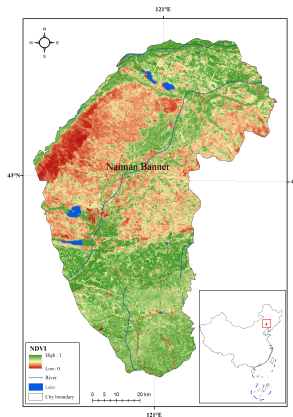 121°E
N
W E
S
Naiman Banner
43°N
4
NDVI
High : 1
Low: 0
River
Lake
City boundary
0 5 10 20 km
121°E